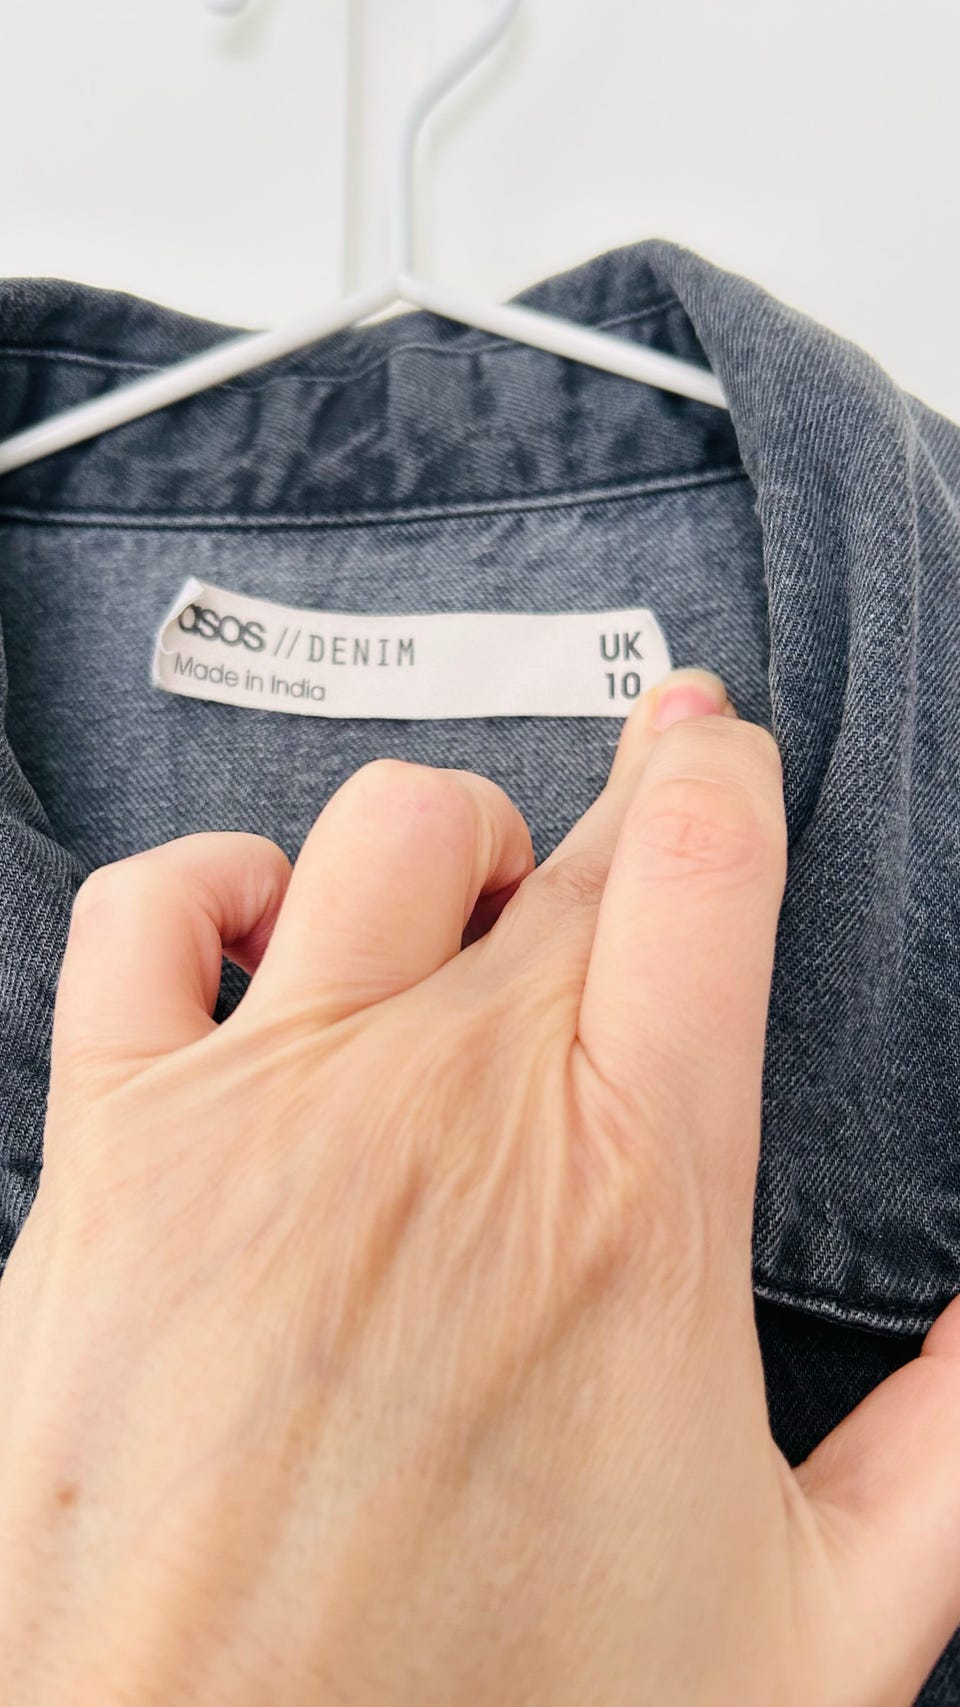 asos // DENIM
Made in India
UK
10